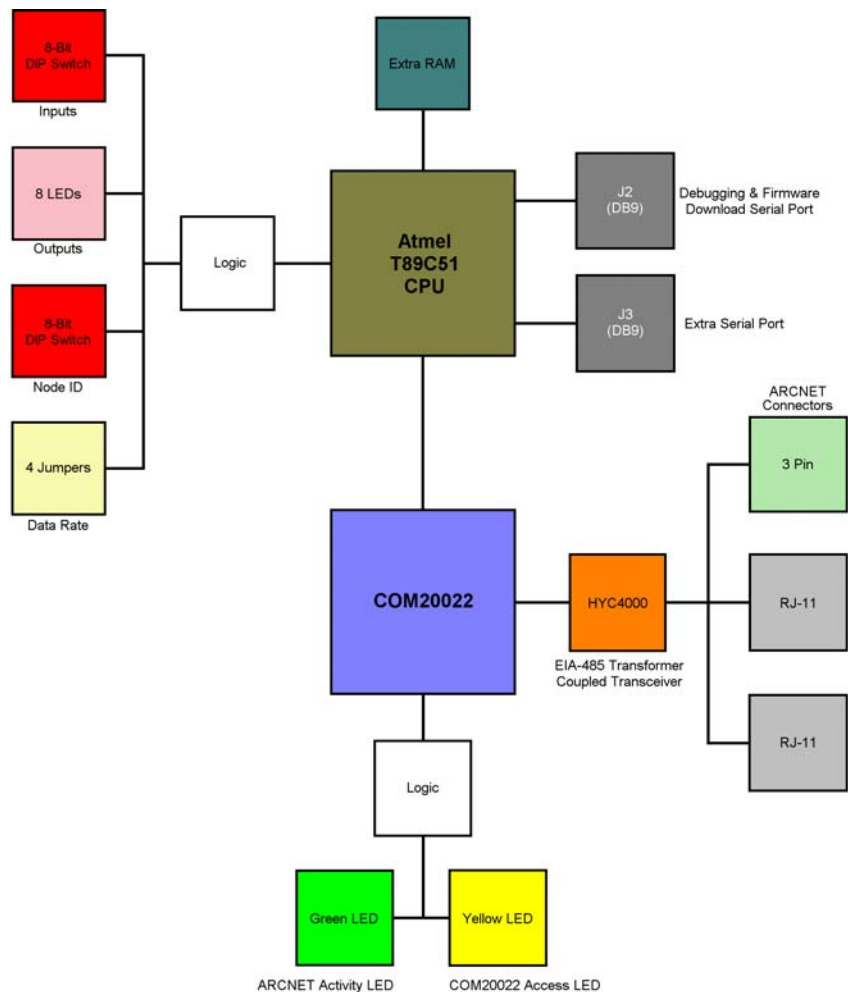 8-Bit
DIP Switch
Inputs
8 LEDs
Outputs
8-Bit
DIP Switch
Node ID
4 Jumpers
Data Rate
Logic
Extra RAM
Atmel
T89C51
CPU
J2
(DB9)
Debugging & Firmware
Download Serial Port
J3
(DB9)
Extra Serial Port
COM20022
HYC4000
EIA-485 Transformer
Coupled Transceiver
ARCNET
Connectors
3 Pin
RJ-11
RJ-11
Logic
Green LED
ARCNET Activity LED
Yellow LED
COM20022 Access LED